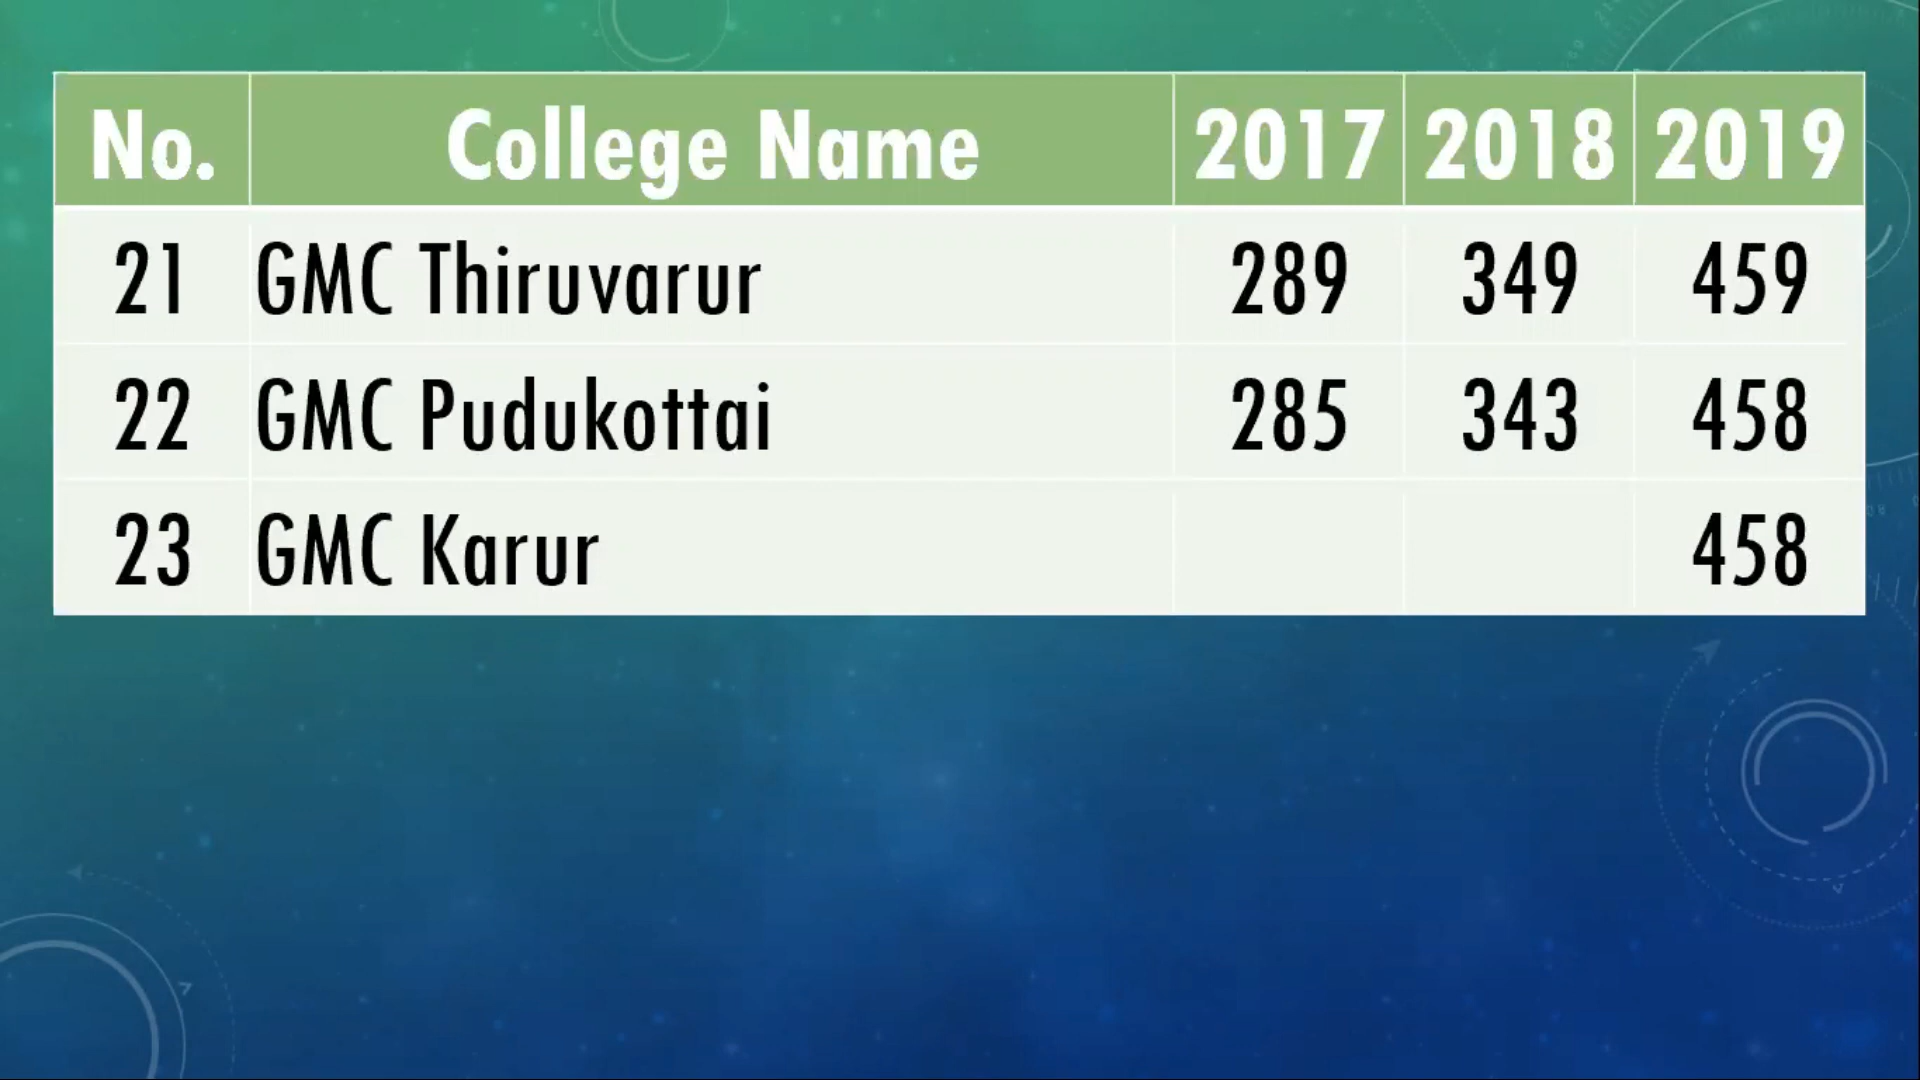 No. College Name 2017 2018 2019
21 GMC Thiruvarur 289 349 459
22 GMC Pudukottai 285 343 458
23 GMC Karur 458